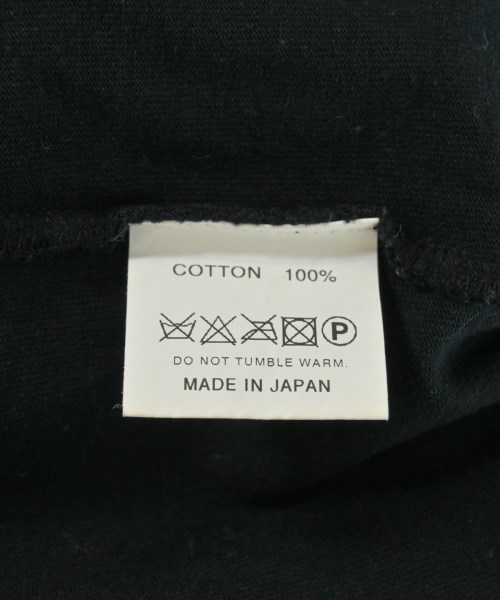 COTTON 100%
P
DO NOT TUMBLE WARM.
MADE IN JAPAN